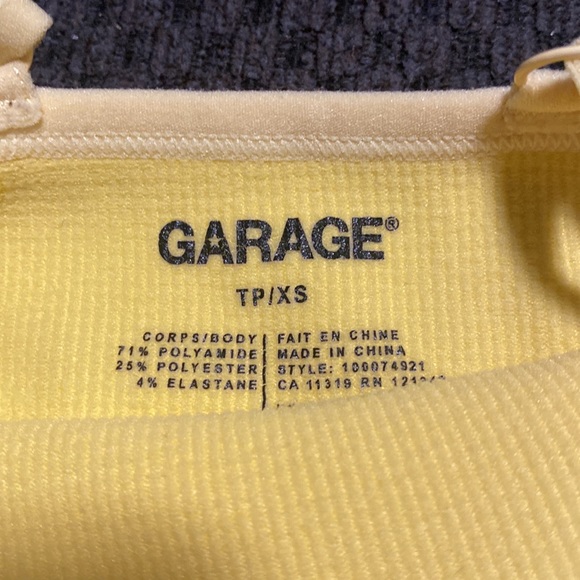 GARAGE®
TP/XS
CORPS/BODY
71% POLYAMIDE
25% POLYESTER
4% ELASTANE
FAIT EN CHINE
MADE IN CHINA
STYLE: 100074921
CA 11319 RN